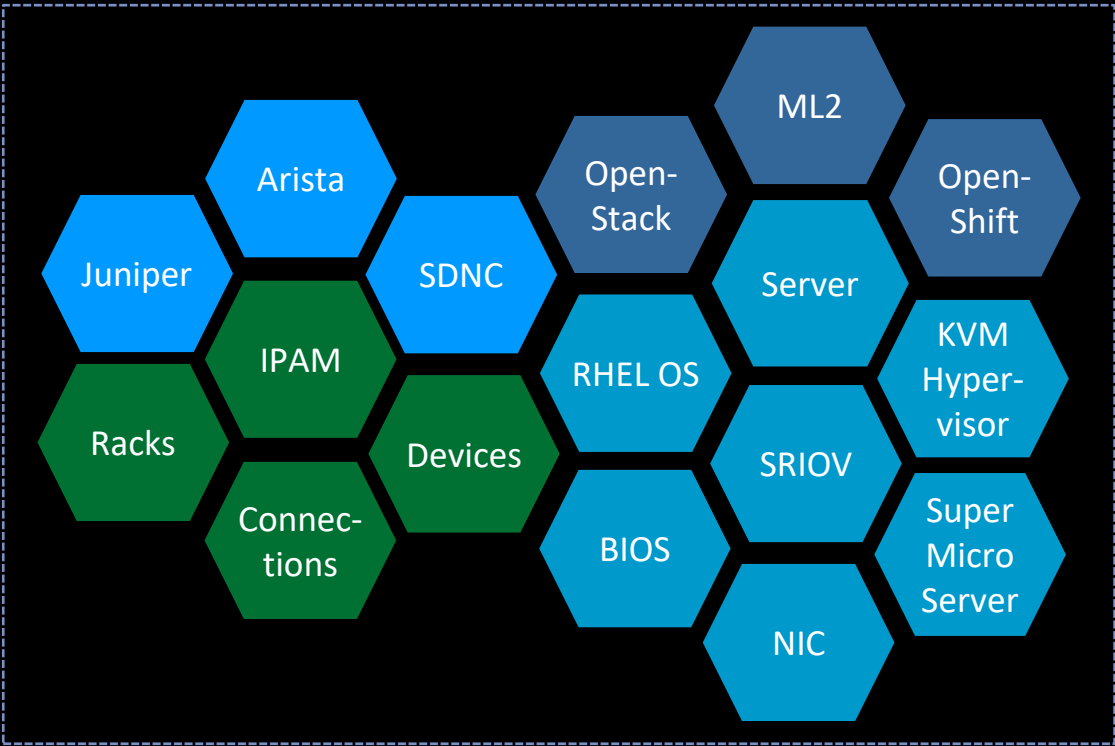 ML2
Arista
Open-
Stack
Open-
Shift
Juniper
SDNC
Server
IPAM
RHEL OS
KVM
Hyper-
visor
Racks
Devices
SRIOV
Connec-
tions
BIOS
Super
Micro
Server
NIC